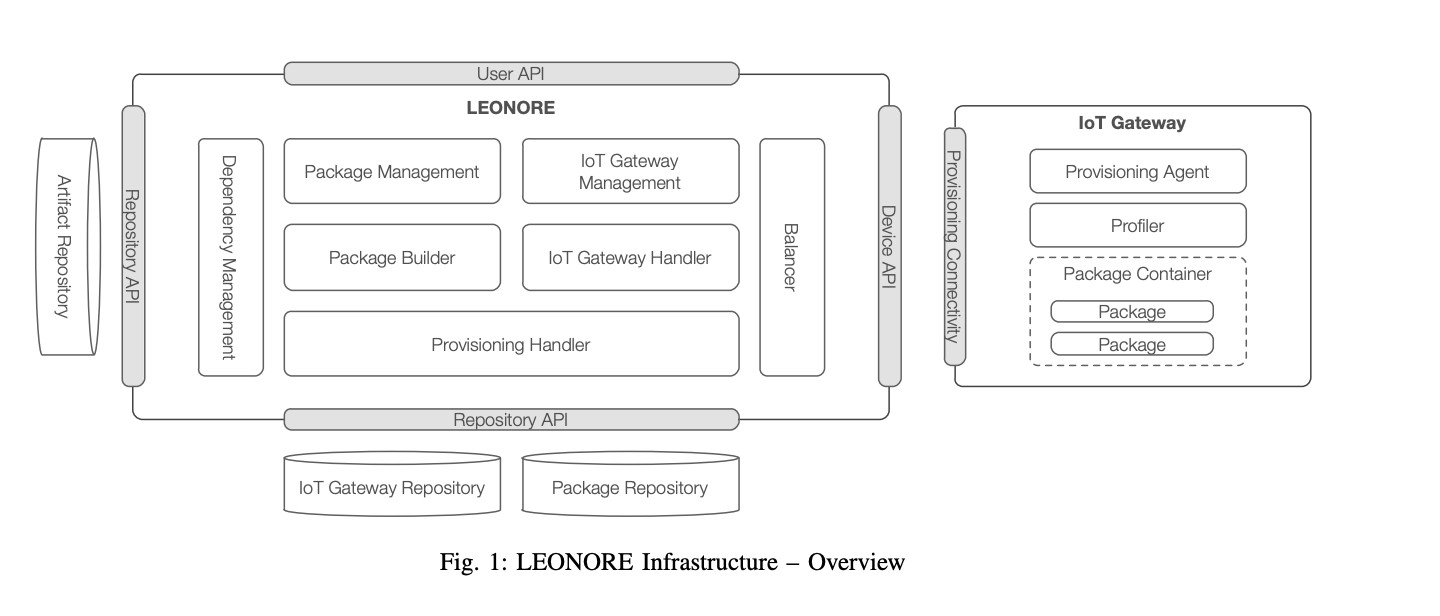 User API
LEONORE
Artifact Repository
Repository API
Dependency Management
Package Management
IoT Gateway
Management
Package Builder
IoT Gateway Handler
Provisioning Handler
Balancer
Device API
Repository API
IoT Gateway Repository
Package Repository
Provisioning Connectivity
IoT Gateway
Provisioning Agent
Profiler
Package Container
Package
Package
Fig. 1: LEONORE Infrastructure – Overview